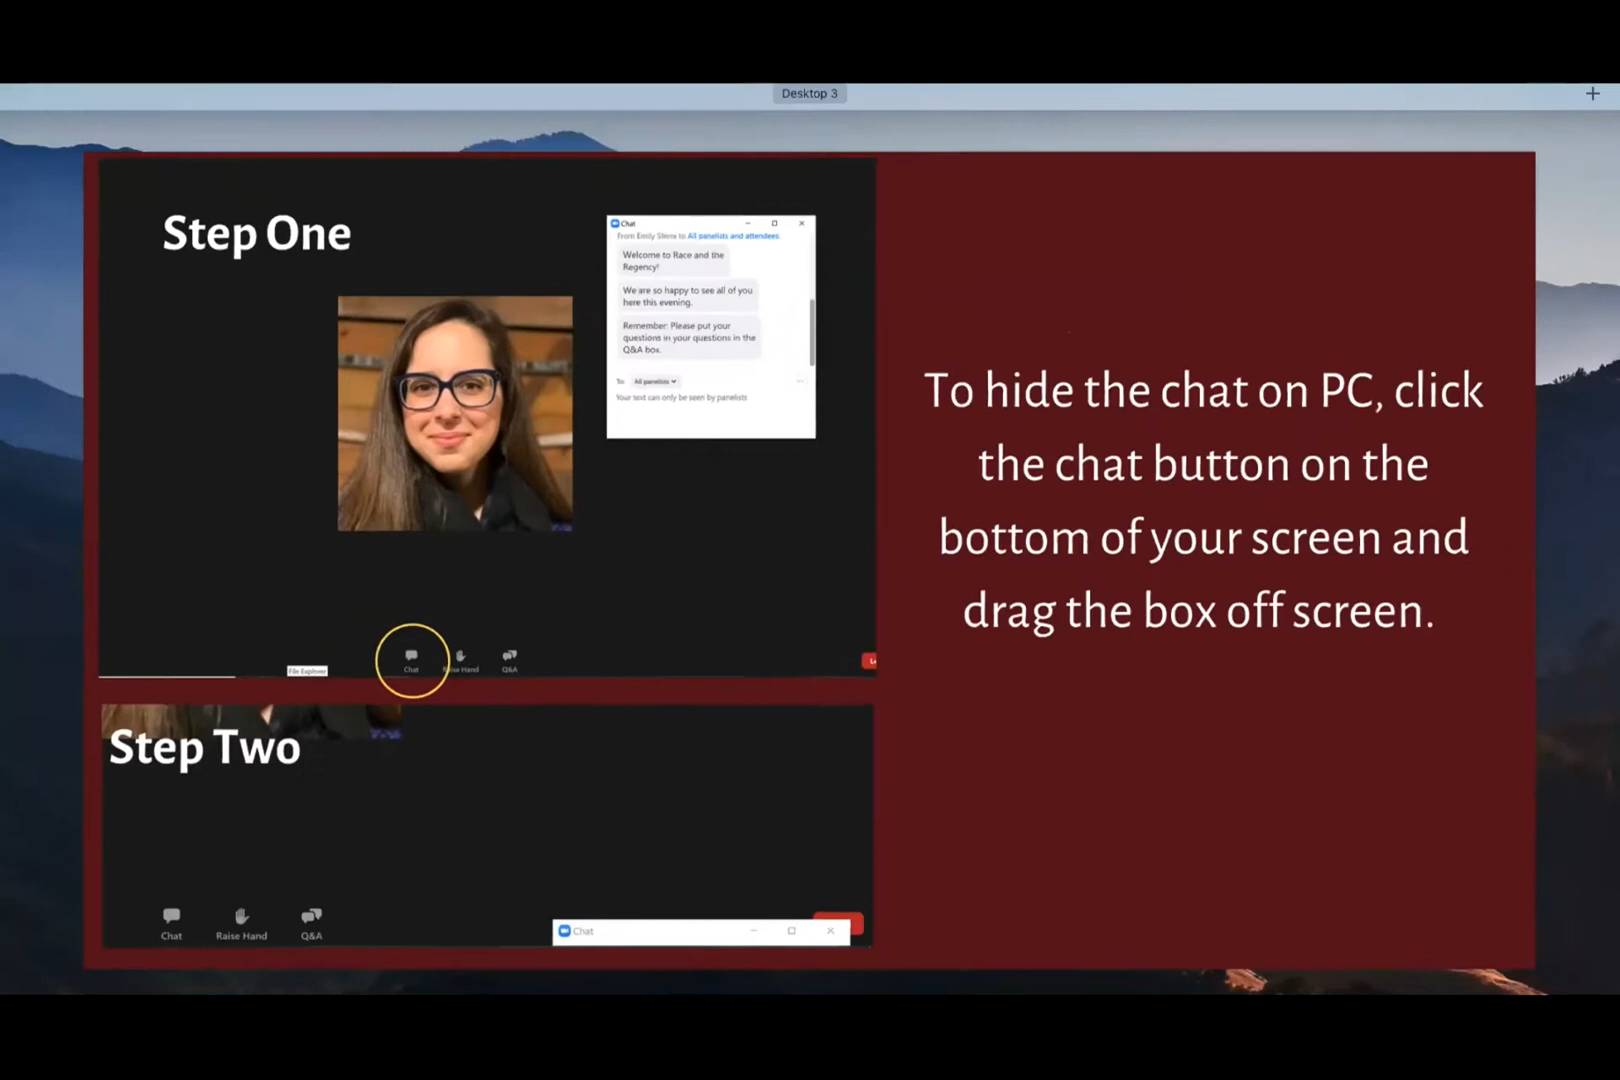 Desktop 3
Step One
Chat
From Emily Sferra to All panelists and attendees:
Welcome to Race and the
Regency!
We are so happy to see all of you
here this evening.
Remember: Please put your
questions in your questions in the
Q&A box.
To: All panelists
Your text can only be seen by panelists
To hide the chat on PC, click
the chat button on the
bottom of your screen and
drag the box off screen.
File Explorer
Chat
Raise Hand
Q&A
Step Two
Chat
Raise Hand
Q&A
Chat